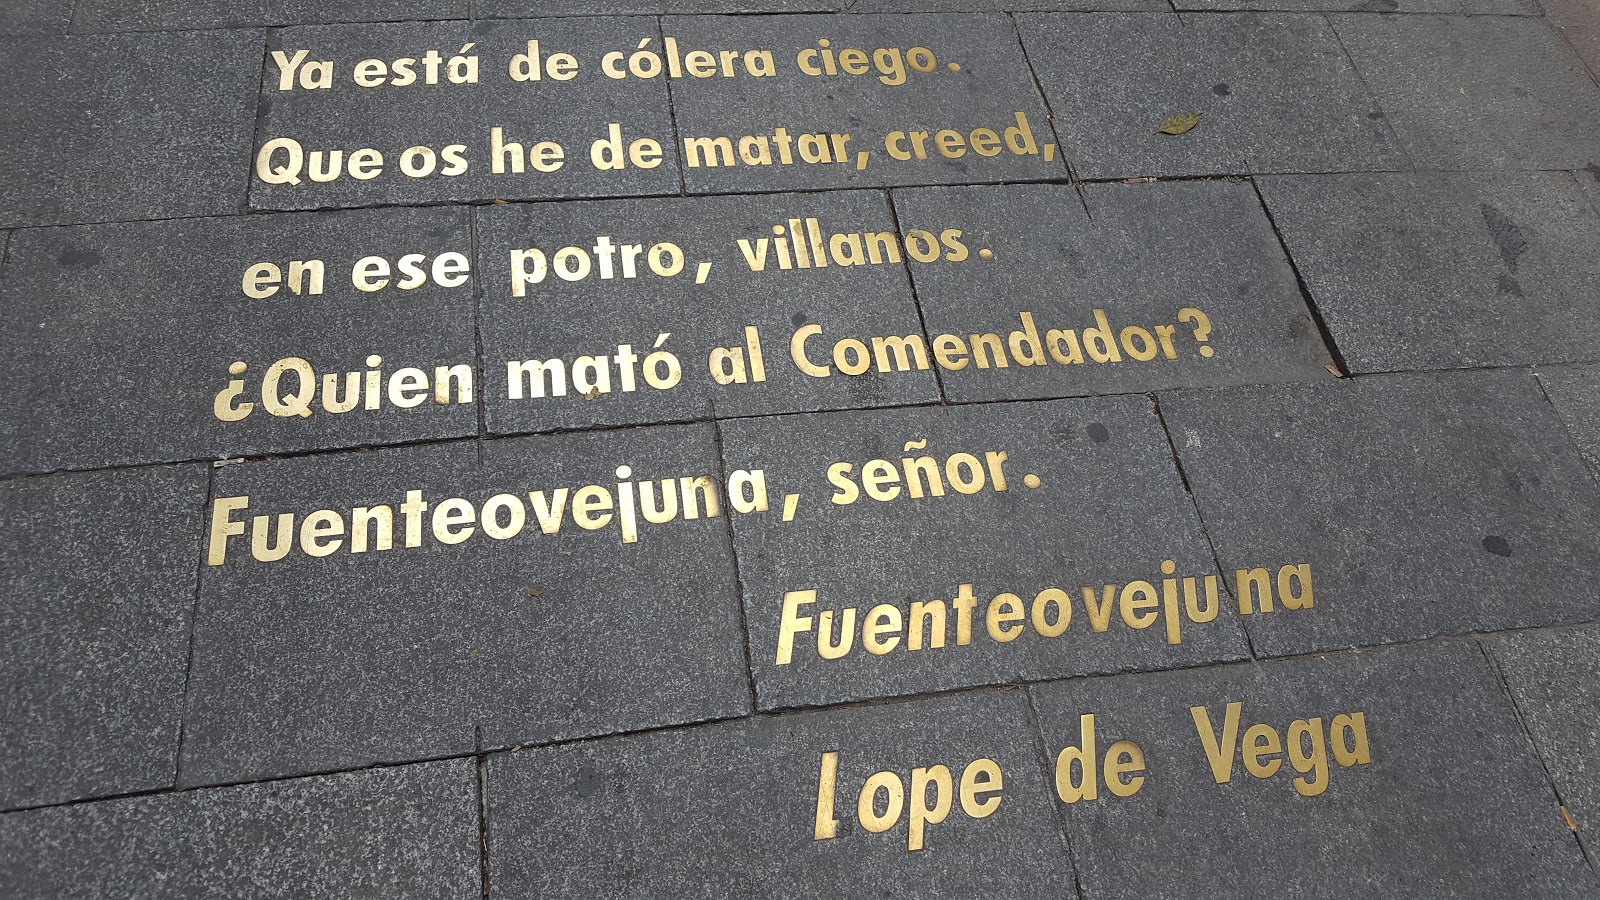 Ya está de cólera ciego.
Que os he de matar, creed,
en ese potro, villanos.
¿Quien mató al Comendador?
Fuenteovejuna, señor.
Fuenteovejuna
Lope de Vega